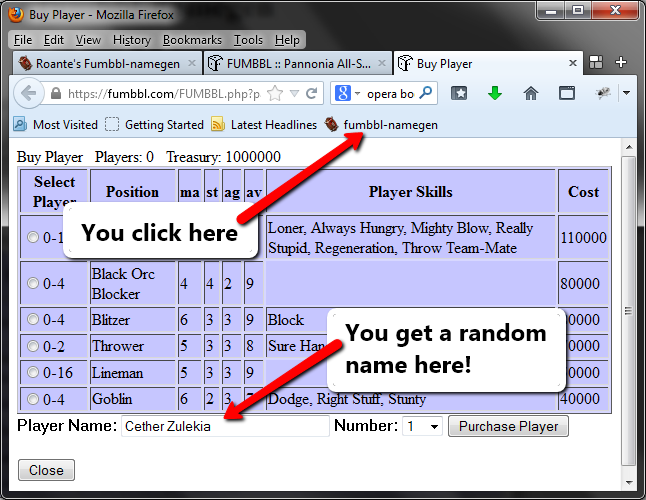 Buy Player - Mozilla Firefox
File Edit View History Bookmarks Tools Help
Roante's Fumbbl-namegen FUMBBL :: Pannonia All-S... Buy Player
https://fumbbl.com/FUMBBL.php?p opera bo
Most Visited Getting Started Latest Headlines fumbbl-namegen
Buy Player Players: 0 Treasury: 1000000
Select Player Position ma st ag av Player Skills Cost
You click here
0-1 Loner, Always Hungry, Mighty Blow, Really Stupid, Regeneration, Throw Team-Mate 110000
0-4 Black Orc Blocker 4 4 2 9 80000
0-4 Blitzer 6 3 3 9 Block 0000
0-2 Thrower 5 3 3 8 Sure Han 0000
You get a random
name here!
0-16 Lineman 5 3 3 9 0000
0-4 Goblin 6 2 3 Dodge, Right Stuff, Stunty 40000
Player Name: Cether Zulekia Number: 1 Purchase Player
Close